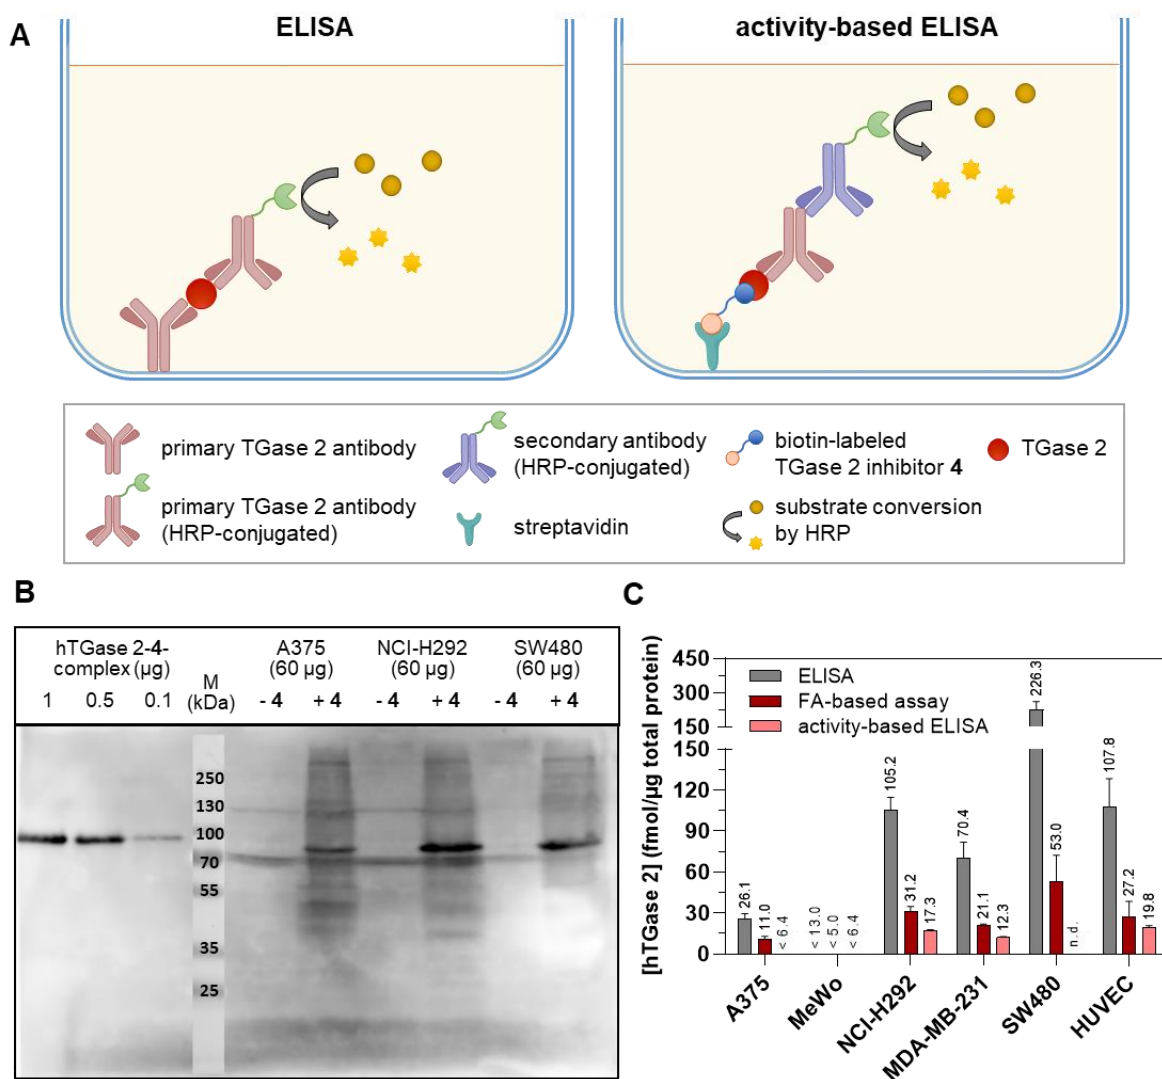 A
ELISA
activity-based ELISA
primary TGase 2 antibody
primary TGase 2 antibody
(HRP-conjugated)
secondary antibody
(HRP-conjugated)
streptavidin
biotin-labeled
TGase 2 inhibitor 4
substrate conversion
by HRP
TGase 2
B
hTGase 2-4-
complex (µg)
1 0.5 0.1
M
(kDa)
A375
(60 µg)
- 4 + 4
NCI-H292
(60 µg)
- 4 + 4
SW480
(60 µg)
- 4 + 4
250
130
100
70
55
35
25
C
[hTGase 2] (fmol/µg total protein)
450
300
150
150
120
90
60
30
0
ELISA
FA-based assay
activity-based ELISA
26.1
11.0
< 6.4
< 13.0
< 5.0
< 6.4
105.2
31.2
17.3
70.4
21.1
12.3
226.3
53.0
n.d.
107.8
27.2
19.8
A375
MeWo
NCI-H292
MDA-MB-231
SW480
HUVEC